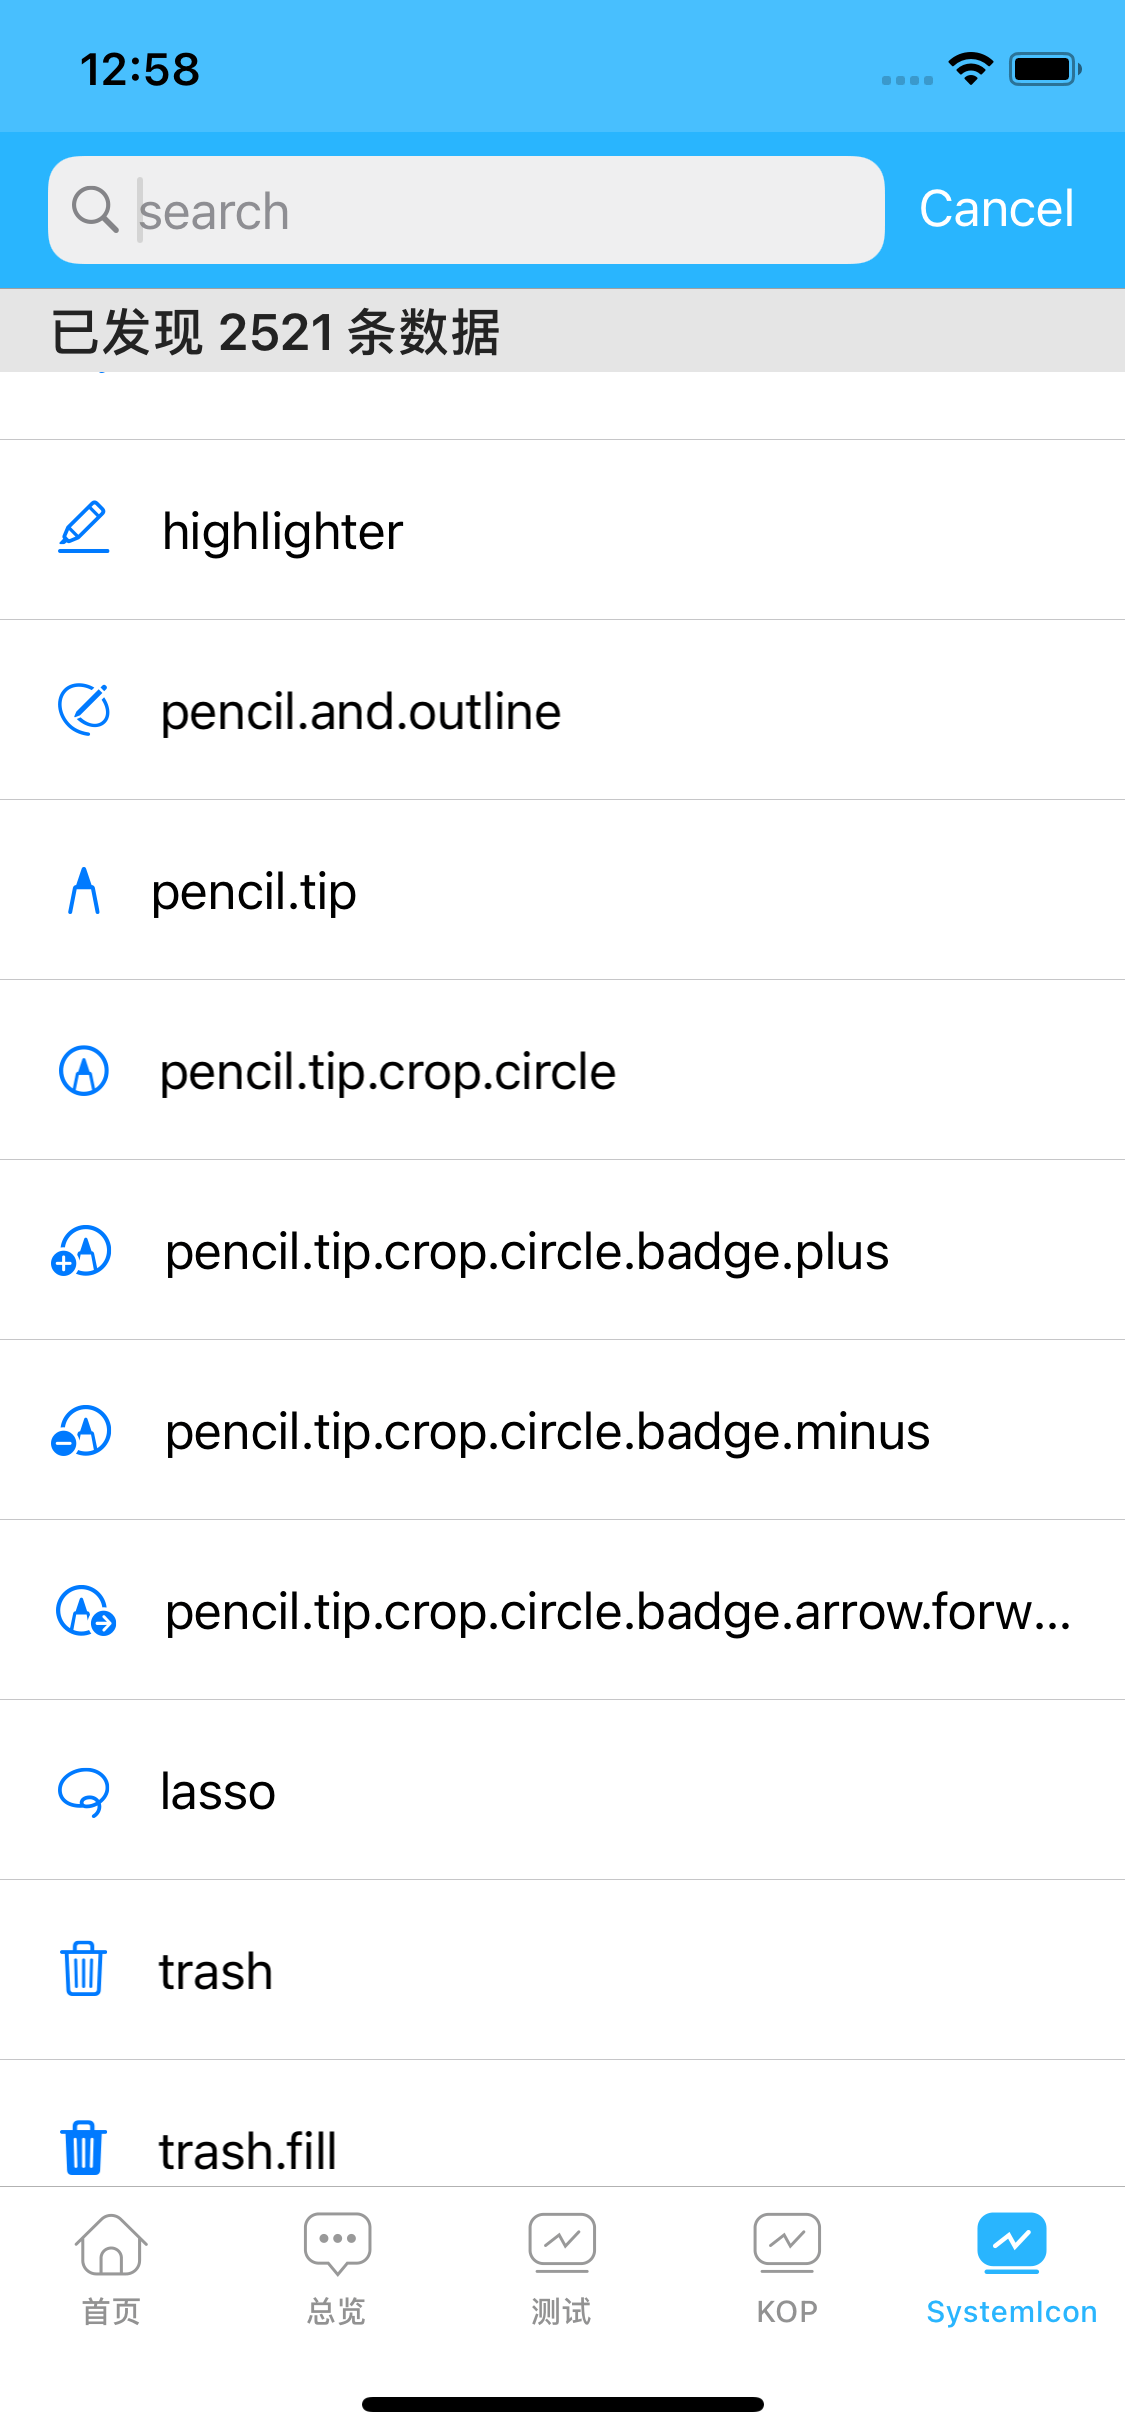 12:58
search
Cancel
已发现 2521 条数据
highlighter
pencil.and.outline
pencil.tip
pencil.tip.crop.circle
pencil.tip.crop.circle.badge.plus
pencil.tip.crop.circle.badge.minus
pencil.tip.crop.circle.badge.arrow.forw...
lasso
trash
trash.fill
首页
总览
测试
KOP
SystemIcon